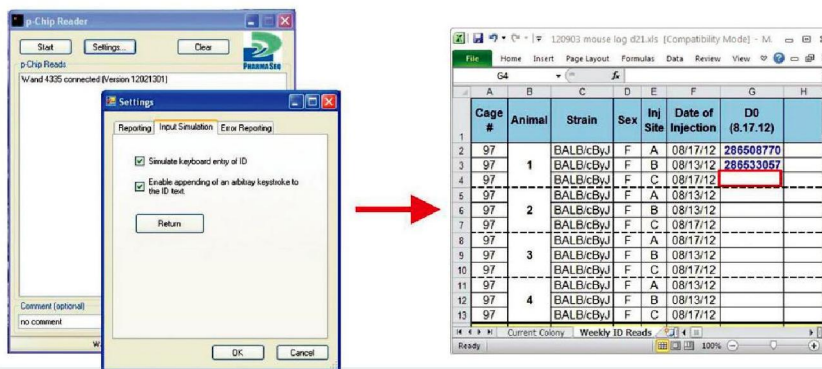 p-Chip Reader
Start Settings... Clear
PHARMASEQ
p-Chip Reads
Wand 4335 connected (Version 12021301)
Settings
Reporting Input Simulation Error Reporting
Simulate keyboard entry of ID
Enable appending of an arbitray keystroke to
the ID text.
Return
Comment (optional)
no comment
OK Cancel
120903 mouse log d21.xls [Compatibility Mode] - M
File Home Insert Page Layout Formulas Data Review View
G4 fx
A B C D E F G H
1 Cage # Animal Strain Sex Inj Site Date of Injection D0 (8.17.12)
2 97 BALB/cByJ F A 08/17/12 286508770
3 97 1 BALB/cByJ F B 08/13/12 286533057
4 97 BALB/cByJ F C 08/17/12
5 97 BALB/cByJ F A 08/13/12
6 97 2 BALB/cByJ F B 08/13/12
7 97 BALB/cByJ F C 08/17/12
8 97 BALB/cByJ F A 08/17/12
9 97 3 BALB/cByJ F B 08/13/12
10 97 BALB/cByJ F C 08/17/12
11 97 BALB/cByJ F A 08/13/12
12 97 4 BALB/cByJ F B 08/13/12
13 97 BALB/cByJ F C 08/17/12
Current Colony Weekly ID Reads
Ready 100%